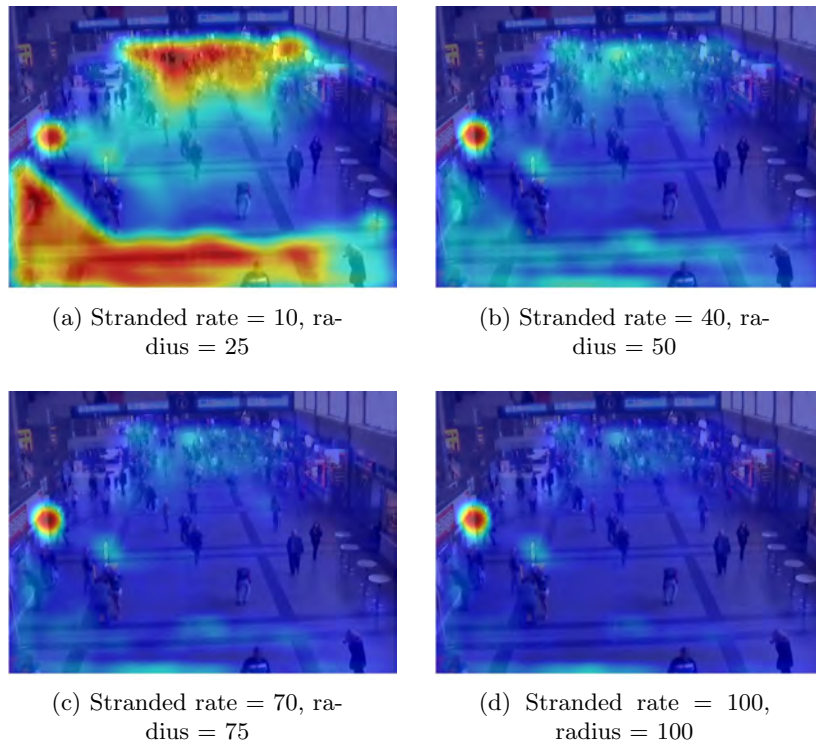 (a) Stranded rate = 10, ra-
dius = 25
(b) Stranded rate = 40, ra-
dius = 50
(c) Stranded rate = 70, ra-
dius = 75
(d) Stranded rate = 100,
radius = 100